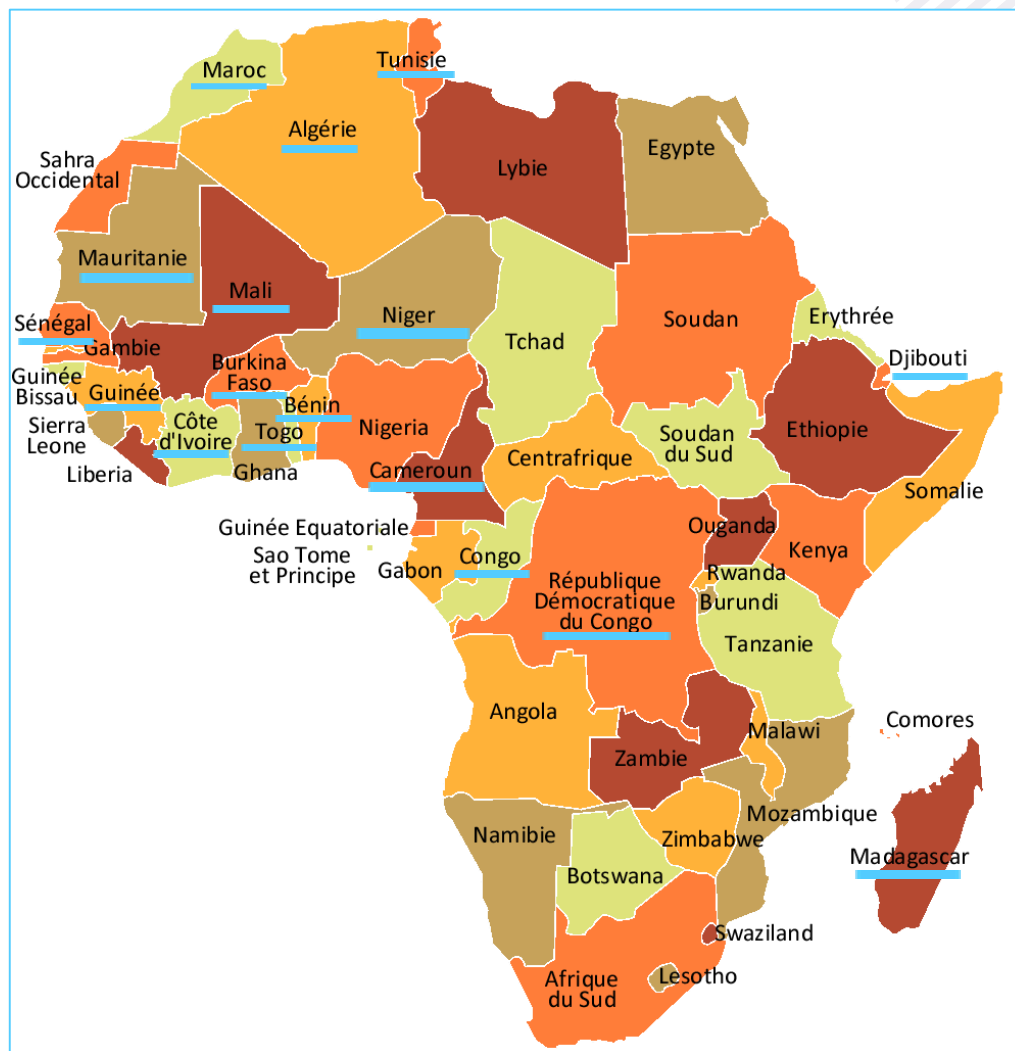 Tunisie
Maroc
Algérie
Egypte
Lybie
Sahra
Occidental
Mauritanie
Mali
Niger
Tchad
Soudan
Erythrée
Djibouti
Sénégal
Gambie
Burkina
Faso
Guinée
Bissau
Guinée
Bénin
Côte
d'Ivoire
Togo
Nigeria
Sierra
Leone
Liberia
Ghana
Cameroun
Centrafrique
Soudan
du Sud
Ethiopie
Somalie
Guinée Equatoriale
Sao Tome
et Principe
Gabon
Congo
Ouganda
Kenya
Rwanda
Burundi
République
Démocratique
du Congo
Tanzanie
Angola
Zambie
Malawi
Comores
Mozambique
Namibie
Zimbabwe
Botswana
Madagascar
Swaziland
Lesotho
Afrique
du Sud